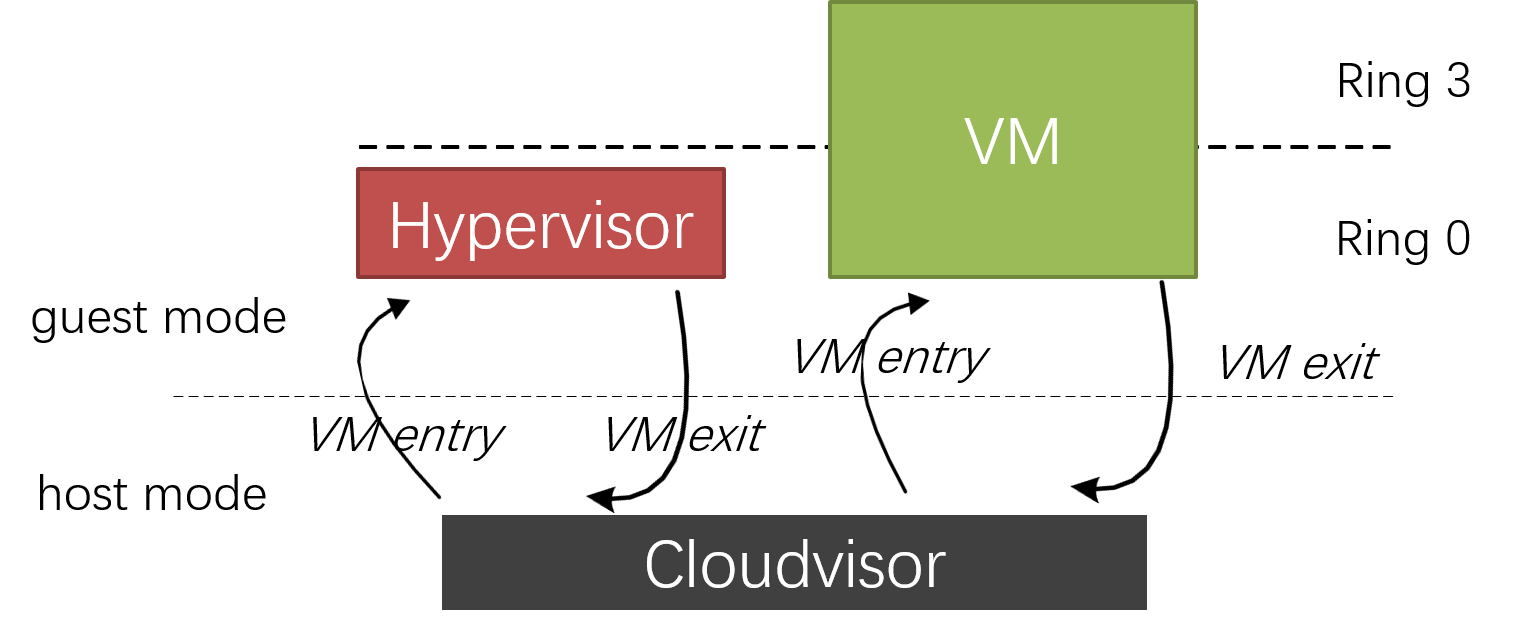 Ring 3
VM
Hypervisor
Ring 0
guest mode
VM entry
VM exit
VM entry
VM exit
host mode
Cloudvisor